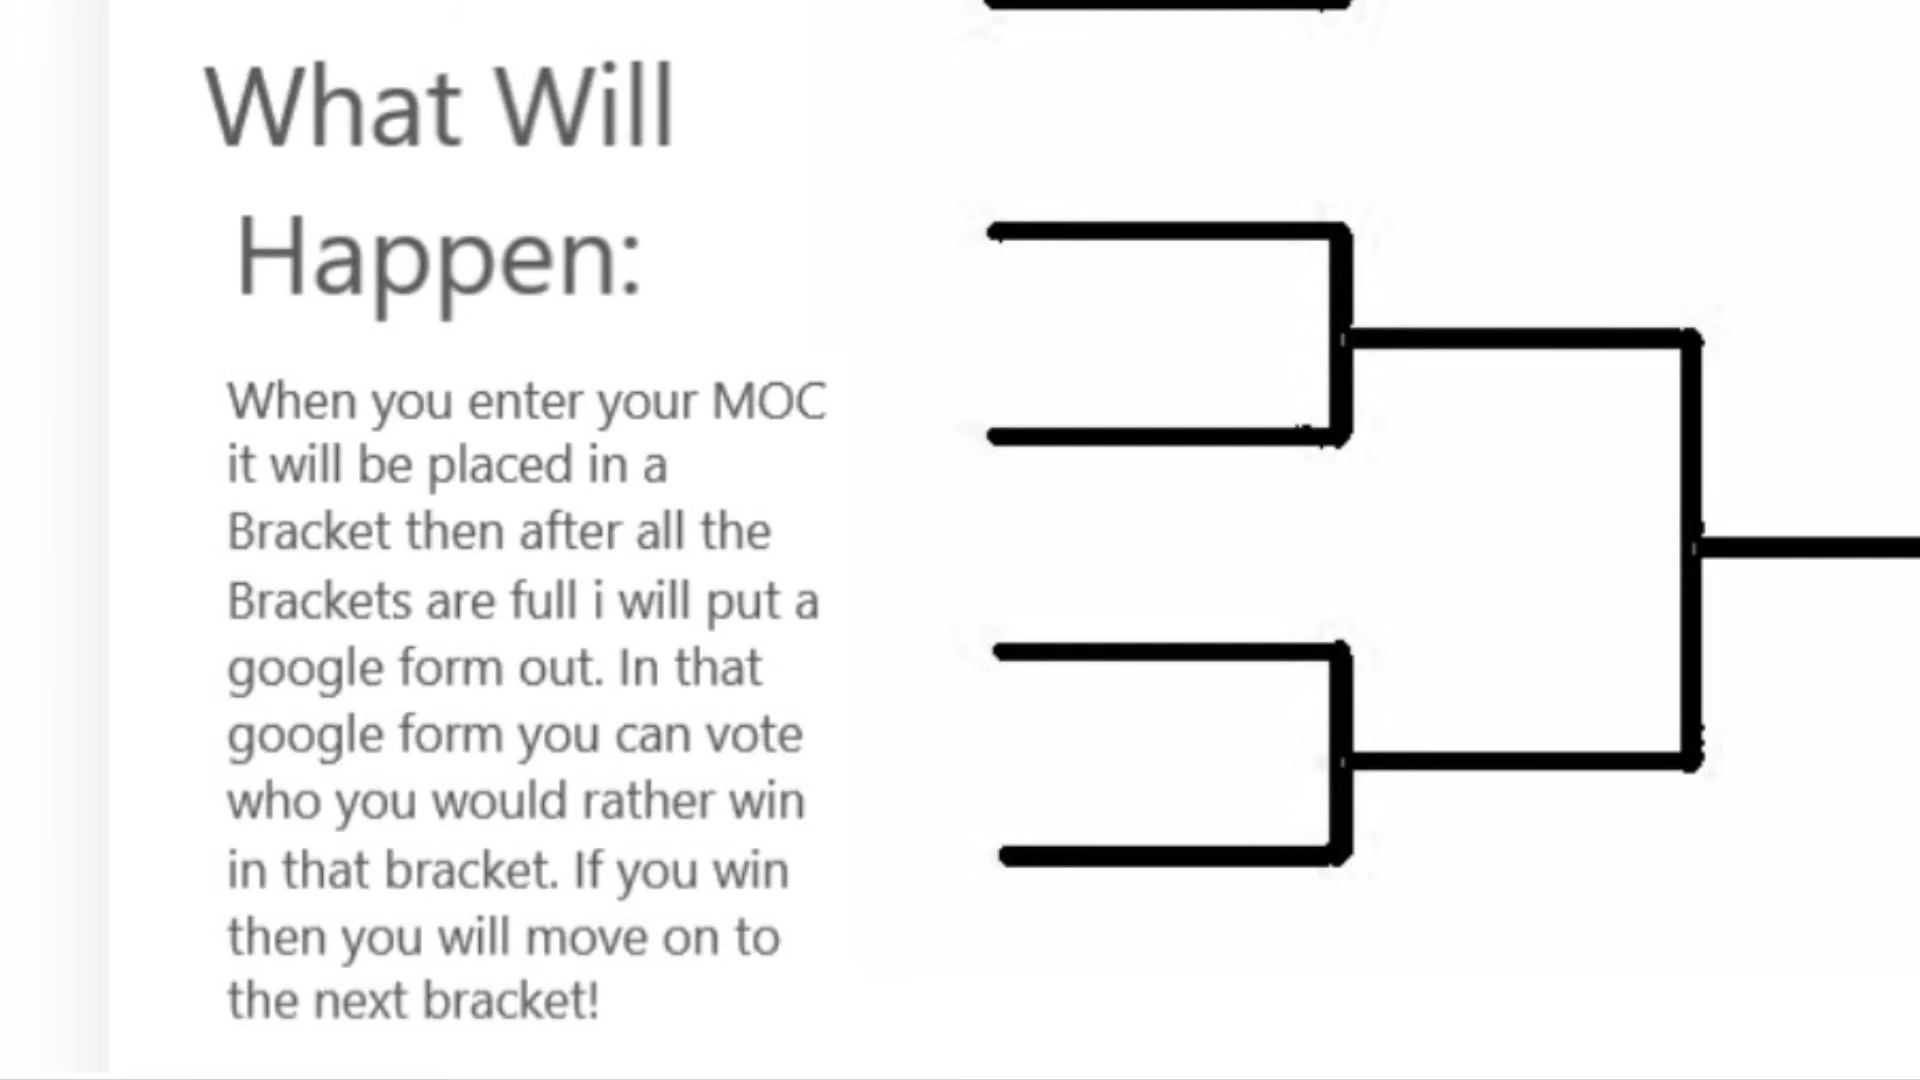 What Will
Happen:
When you enter your MOC
it will be placed in a
Bracket then after all the
Brackets are full i will put a
google form out. In that
google form you can vote
who you would rather win
in that bracket. If you win
then you will move on to
the next bracket!